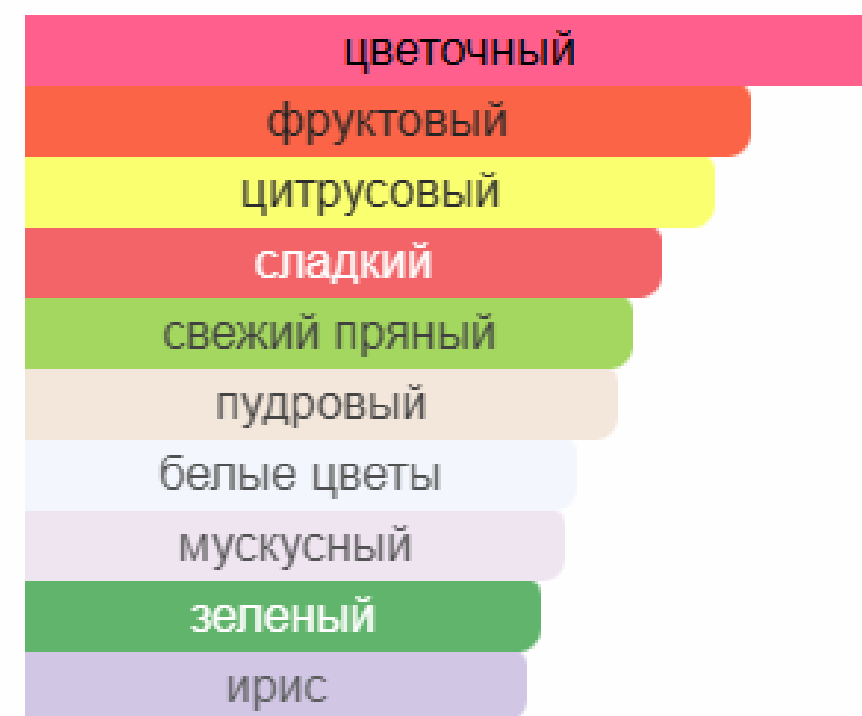 цветочный
фруктовый
цитрусовый
сладкий
свежий пряный
пудровый
белые цветы
мускусный
зеленый
ирис